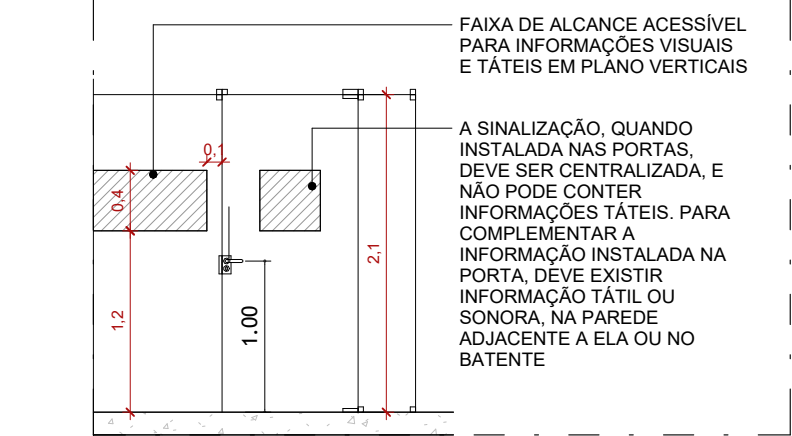 FAIXA DE ALCANCE ACESSÍVEL
PARA INFORMAÇÕES VISUAIS
E TÁTEIS EM PLANO VERTICAIS
A SINALIZAÇÃO, QUANDO
INSTALADA NAS PORTAS,
DEVE SER CENTRALIZADA, E
NÃO PODE CONTER
INFORMAÇÕES TÁTEIS. PARA
COMPLEMENTAR A
INFORMAÇÃO INSTALADA NA
PORTA, DEVE EXISTIR
INFORMAÇÃO TÁTIL OU
SONORA, NA PAREDE
ADJACENTE A ELA OU NO
BATENTE
0,1
0,4
2,1
1,2
1.00